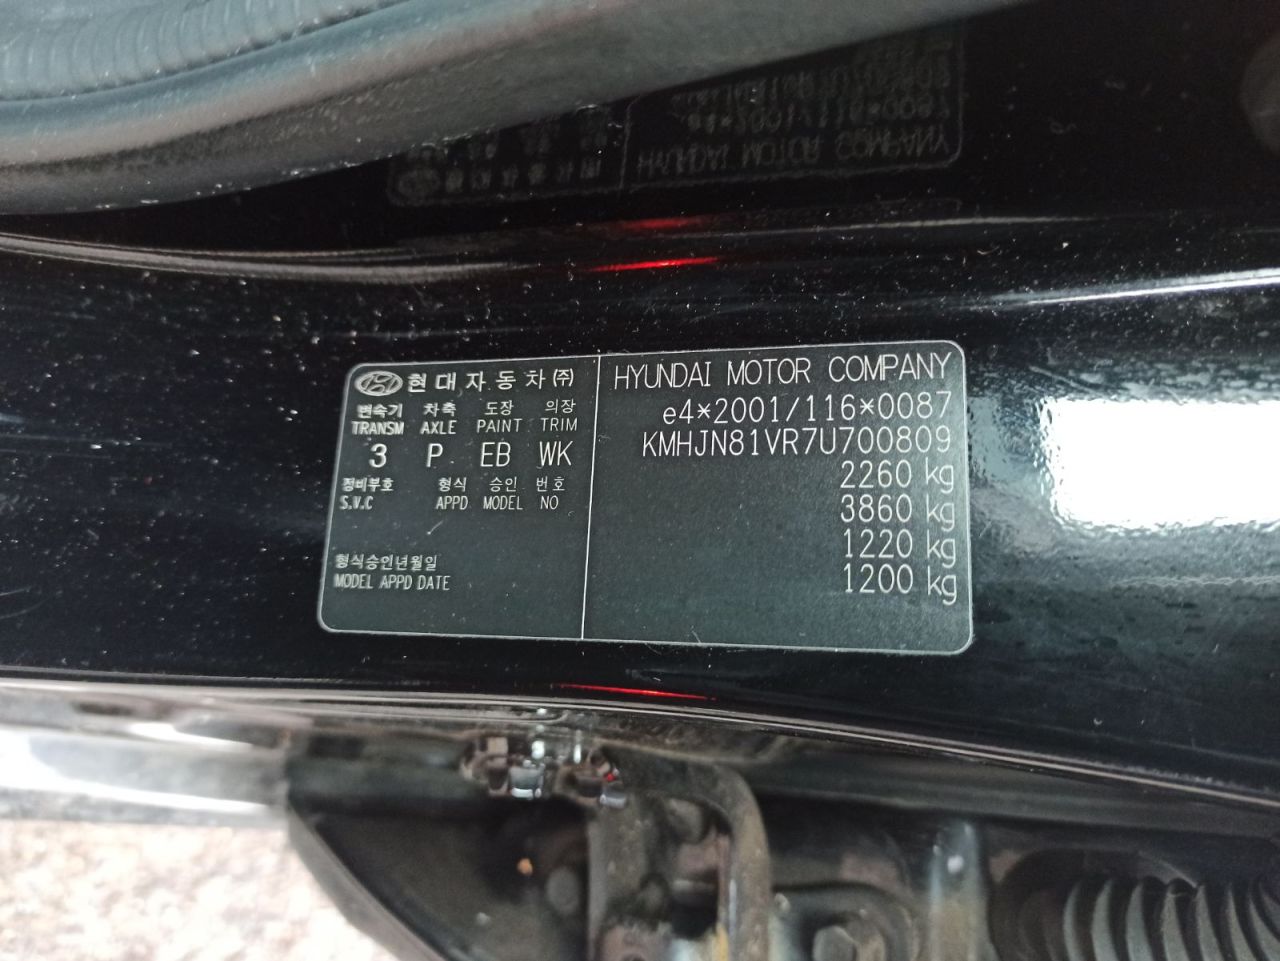 현대자동차(주)
변속기 차축 도장 의장
TRANSM AXLE PAINT TRIM
3 P EB WK
정비부호 형식 승인 번호
S.V.C APPD MODEL NO
형식승인년월일
MODEL APPD DATE
HYUNDAI MOTOR COMPANY
e4*2001/116*0087
KMHJN81VR7U700809
2260 kg
3860 kg
1220 kg
1200 kg